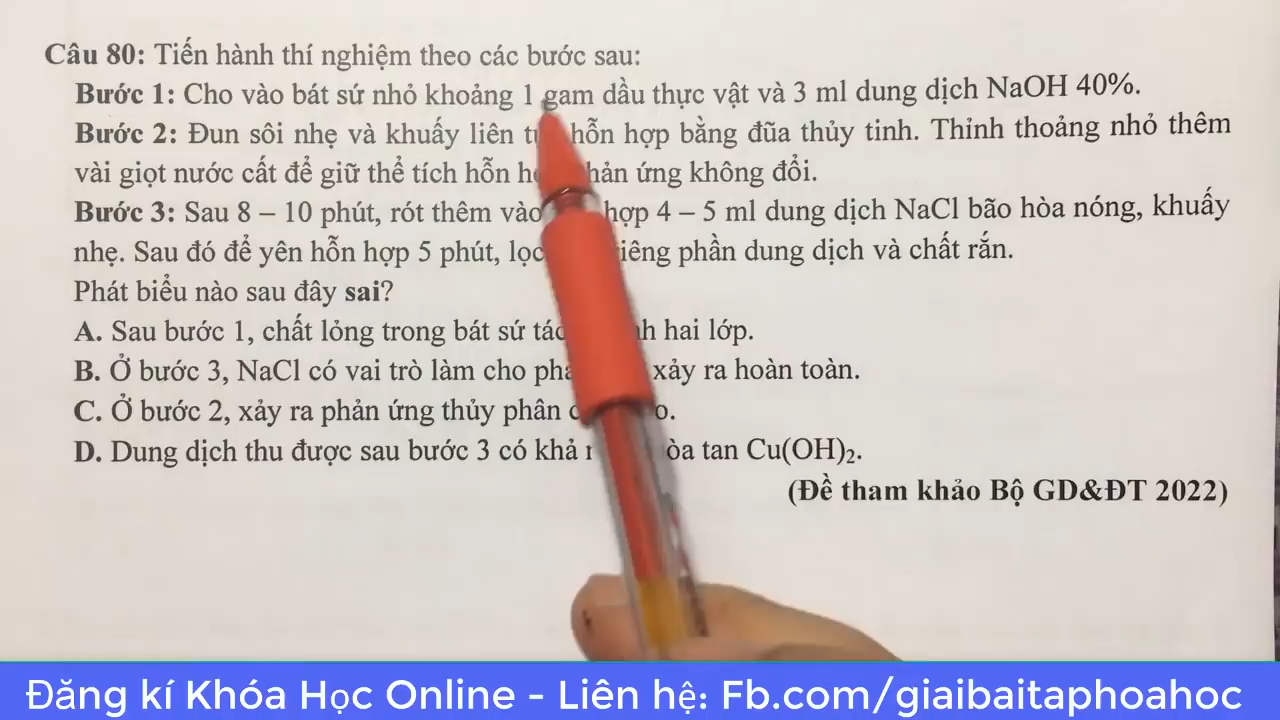 Câu 80: Tiến hành thí nghiệm theo các bước sau:
Bước 1: Cho vào bát sứ nhỏ khoảng 1 gam dầu thực vật và 3 ml dung dịch NaOH 40%.
Bước 2: Đun sôi nhẹ và khuấy liên hỗn hợp bằng đũa thủy tinh. Thỉnh thoảng nhỏ thêm
vài giọt nước cất để giữ thể tích hỗn ứng không đổi.
Bước 3: Sau 8 – 10 phút, rót thêm vào hợp 4 – 5 ml dung dịch NaCl bão hòa nóng, khuấy
nhẹ. Sau đó để yên hỗn hợp 5 phút, lọc riêng phần dung dịch và chất rắn.
Phát biểu nào sau đây sai?
A. Sau bước 1, chất lỏng trong bát sứ hai lớp.
B. Ở bước 3, NaCl có vai trò làm cho xảy ra hoàn toàn.
C. Ở bước 2, xảy ra phản ứng thủy phân
D. Dung dịch thu được sau bước 3 có khả tan Cu(OH)₂.
(Đề tham khảo Bộ GD&ĐT 2022)
Đăng kí Khóa Học Online - Liên hệ: Fb.com/giaibaitaphoahoc